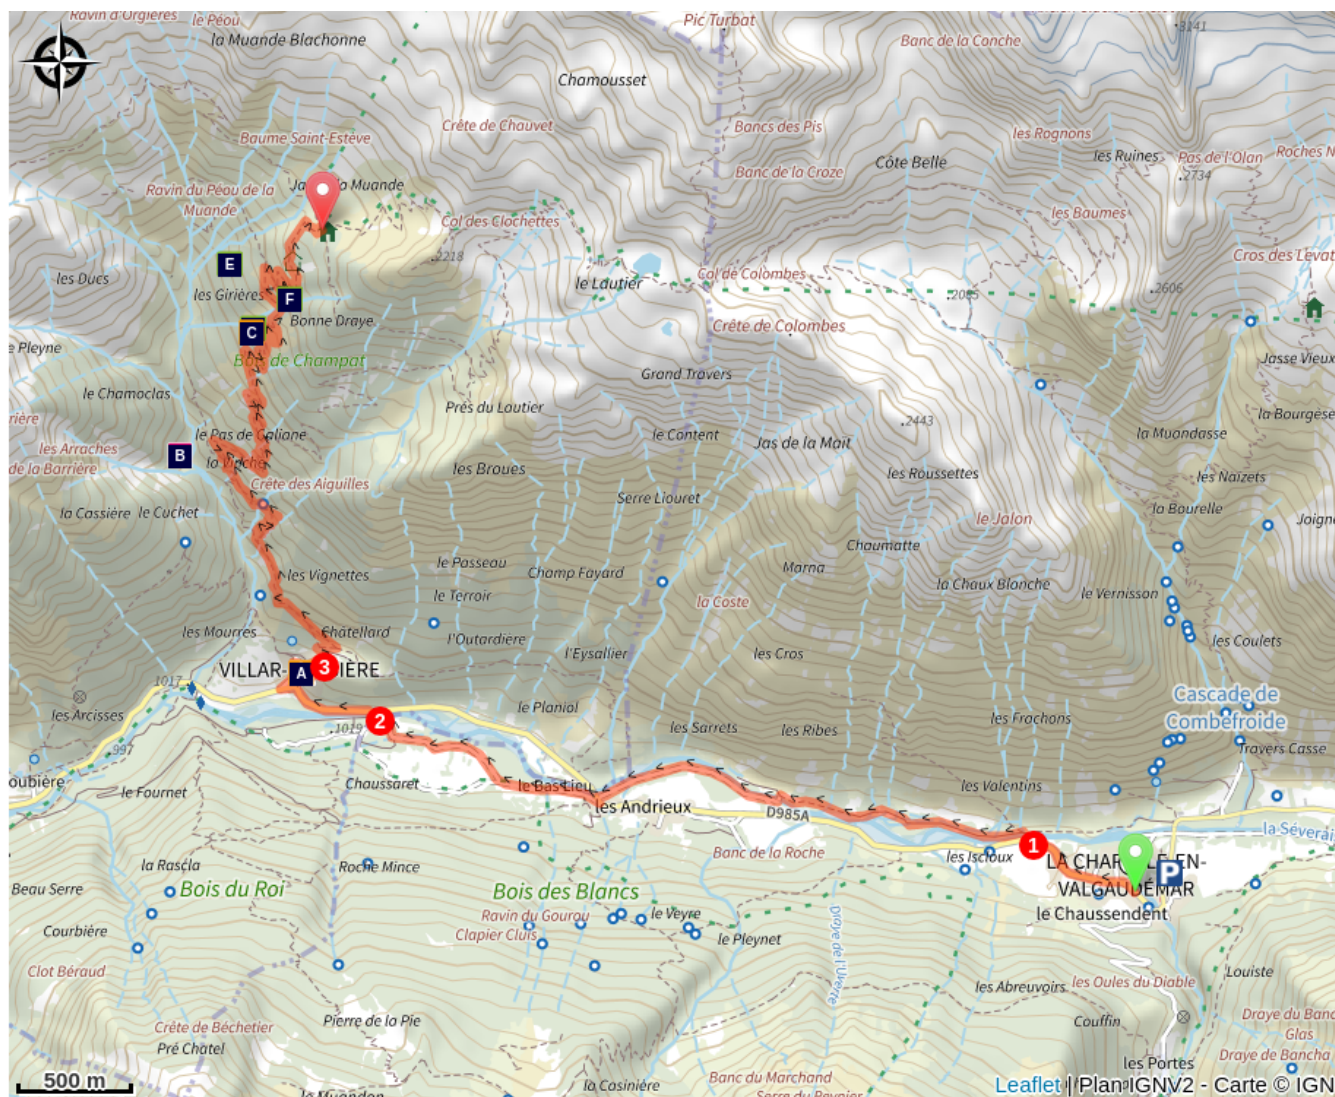 Ravin d'Orgières
le Péou
la Muande Blachonne
Pic Turbat
Banc de la Conche
3141
Chamousset
Baume Saint-Estève
Crête de Chauvet
Bancs des Pis
les Rognons
Côte Belle
les Ruines
Pas de l'Olan
Roches N
2734
Banc de la Croze
Ravin du Péou de la
Muande
la Muande
Col des Clochettes
les Baumes
2218
Cros des Levat
les Ducs
E
les Girières
F
le Lautier
Col de Colombes
2085
2606
Bonne Draye
C
Crête de Colombes
e Pleyne
de Champat
Jasse Vieux
Grand Travers
le Chamoclas
Près du Lautier
la Bourgèse
rière
2443
les Arraches
de la Barrière
B
le Pas de Galiane
le Content
Jas de la Mait
la Muandasse
les Broues
Crête des Aiguilles
les Roussettes
les Naïzets
la Cassière
le Cuchet
Serre Liouret
le Jalon
la Bourelle
Joign
Chaumatte
les Vignettes
le Passeau
Champ Fayard
Marna
la Chaux Blanche
le Vernisson
le Terroir
la Coste
les Mourres
Châtellard
l'Outardière
l'Eysallier
les Cros
les Coulets
VILLAR-
A
3
IÈRE
1017
Cascade de
Combefroide
les Arcisses
le Planiol
2
1019
les Sarrets
les Ribes
les Frachons
997
Travers Casse
oubière
le Fournet
Chaussaret
le Bas Lieu
les Andrieux
D985A
les Valentins
la Séverai
1
la Rascla
Roche Mince
Banc de la Roche
les Iscloux
LA CHAP
LE-EN-
VALGAUDÉMAR
P
Beau Serre
Bois du Roi
Bois des Blancs
le Chaussendent
Courbière
Ravin du Gourou
Clapier Cluis
le Veyre
le Pleynet
draye de l'Uverre
Clot Béraud
les Abreuvoirs
les Oules du Diable
Louiste
Crête de Béchetier
Pré Chatel
Pierre de la Pie
Couffin
Draye du Banc
Glas
Draye de Bancha
les Portes
500 m
la Muandon
la Casinière
Banc du Marchand
Serre du Peynier
Leaflet | Plan IGNV2 - Carte © IGN